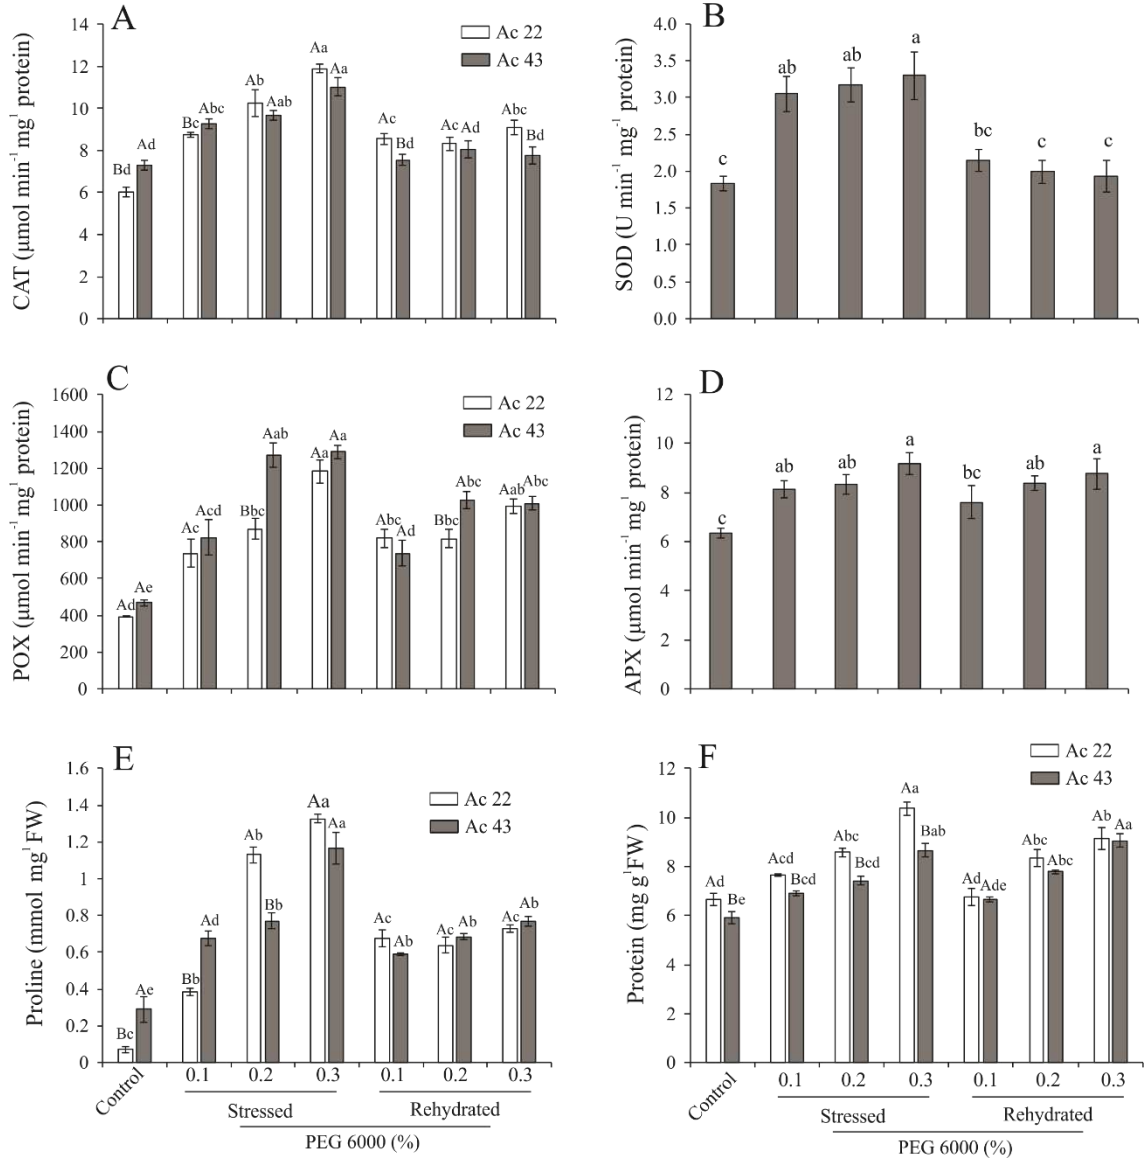 A
Ac 22
Ac 43
CAT (μmol min⁻¹ mg¹ protein)
14
12
10
8
6
4
2
0
Bd Ad Bc Abc Ab Aab Aa Aa Ac Bd Ac Ad Abc Bd
B
SOD (U min⁻¹ mg⁻¹ protein)
4.0
3.5
3.0
2.5
2.0
1.5
1.0
0.5
0.0
c ab ab a bc c c
C
Ac 22
Ac 43
POX (μmol min⁻¹ mg¹ protein)
1600
1400
1200
1000
800
600
400
200
0
Ad Ae Ac Acd Bbc Aab Aa Aa Abc Ad Bbc Abc Aab Abc
D
APX (μmol min⁻¹ mg¹ protein)
12
10
8
6
4
2
0
c ab ab a bc ab a
E
Ac 22
Ac 43
Proline (mmol mg¹ FW)
1.6
1.4
1.2
1
0.8
0.6
0.4
0.2
0
Bc Ae Bb Ad Ab Bb Aa Aa Ac Ab Ac Ab Ac Ab
Control 0.1 0.2 0.3 0.1 0.2 0.3
Stressed Rehydrated
PEG 6000 (%)
F
Ac 22
Ac 43
Protein (mg g¹FW )
12
10
8
6
4
2
0
Ad Be Acd Bcd Abc Bcd Aa Bab Ad Ade Abc Abc Ab Aa
Control 0.1 0.2 0.3 0.1 0.2 0.3
Stressed Rehydrated
PEG 6000 (%)